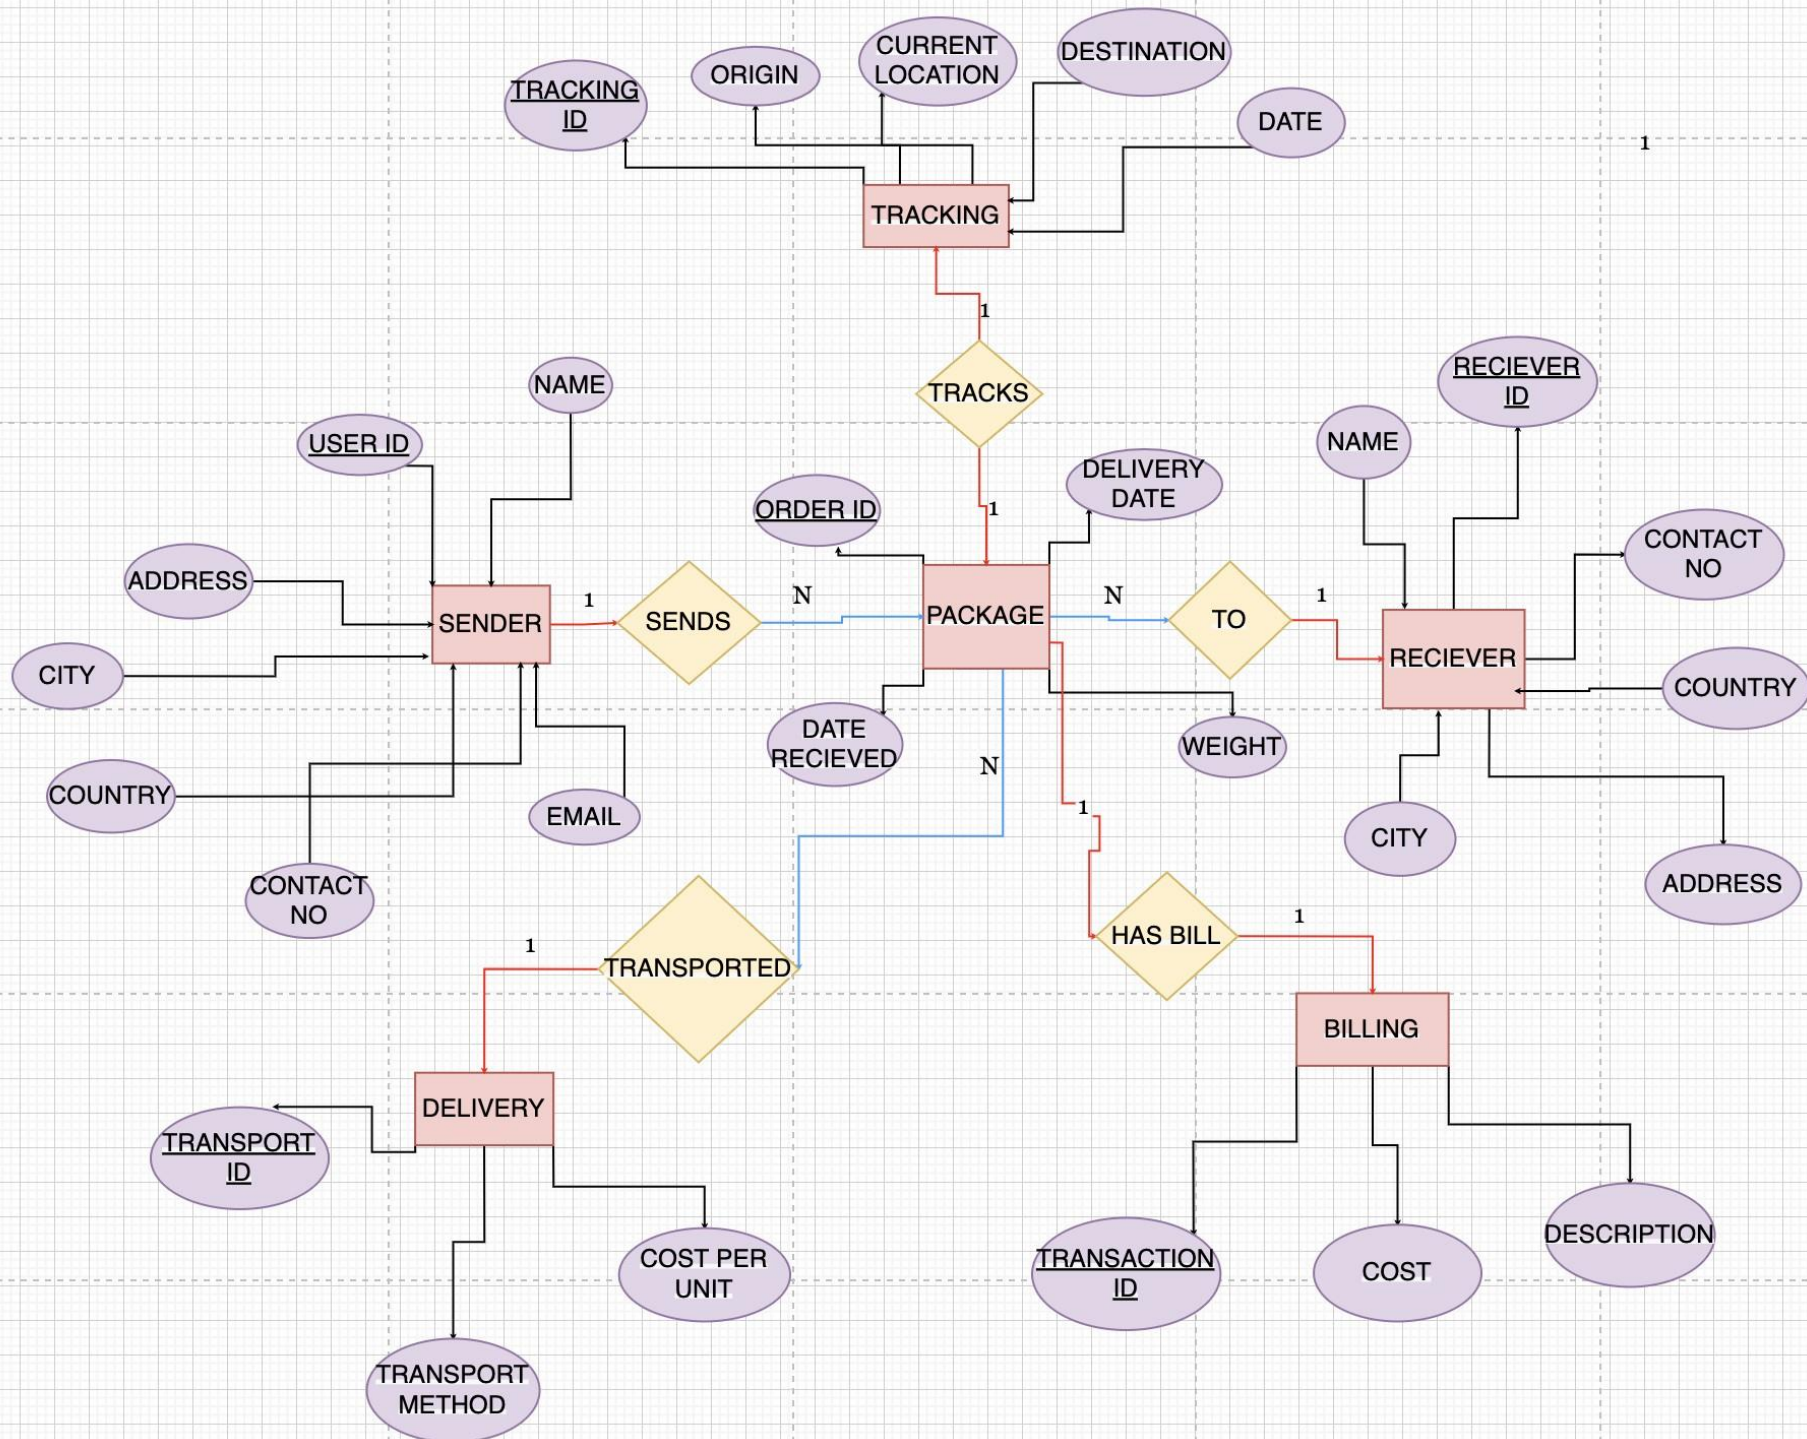 CURRENT
LOCATION
DESTINATION
ORIGIN
TRACKING
ID
DATE
1
TRACKING
1
TRACKS
NAME
RECIEVER
ID
USER ID
NAME
DELIVERY
DATE
ORDER ID
1
CONTACT
NO
ADDRESS
SENDER
1
SENDS
N
PACKAGE
N
TO
1
RECIEVER
CITY
COUNTRY
DATE
RECIEVED
WEIGHT
N
COUNTRY
EMAIL
1
CITY
CONTACT
NO
ADDRESS
1
TRANSPORTED
HAS BILL
1
BILLING
DELIVERY
TRANSPORT
ID
COST PER
UNIT
TRANSACTION
ID
COST
DESCRIPTION
TRANSPORT
METHOD